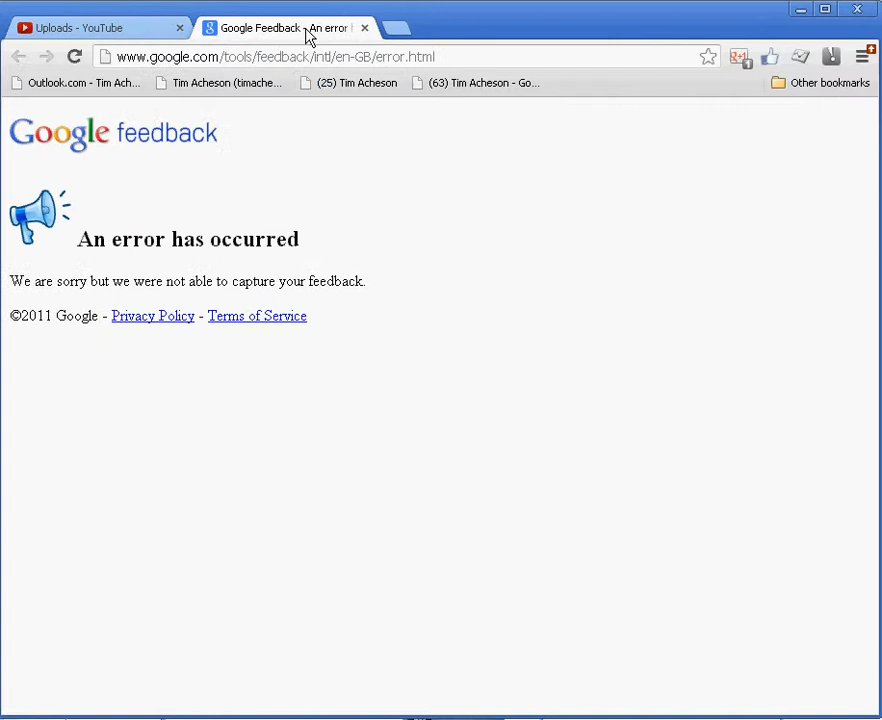 Uploads - YouTube
Google Feedback - An error
www.google.com/tools/feedback/intl/en-GB/error.html
Outlook.com - Tim Ach...
Tim Acheson (timache...
(25) Tim Acheson
(63) Tim Acheson - Go...
Other bookmarks
Google feedback
An error has occurred
We are sorry but we were not able to capture your feedback.
©2011 Google - Privacy Policy - Terms of Service